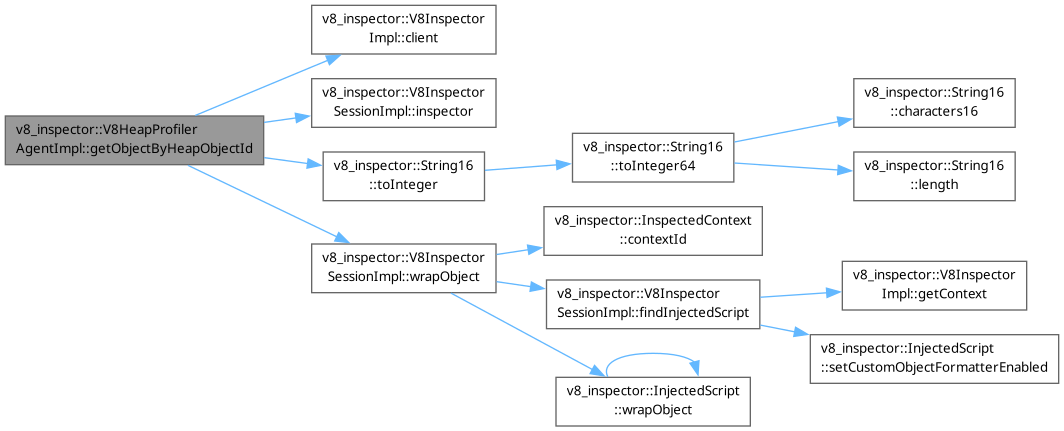 v8_inspector::V8Inspector
Impl::client
v8_inspector::V8Inspector
SessionImpl::inspector
v8_inspector::V8HeapProfiler
AgentImpl::getObjectByHeapObjectId
v8_inspector::String16
::toInteger
v8_inspector::String16
::toInteger64
v8_inspector::String16
::characters16
v8_inspector::String16
::length
v8_inspector::V8Inspector
SessionImpl::wrapObject
v8_inspector::InspectedContext
::contextId
v8_inspector::V8Inspector
SessionImpl::findInjectedScript
v8_inspector::V8Inspector
Impl::getContext
v8_inspector::InjectedScript
::setCustomObjectFormatterEnabled
v8_inspector::InjectedScript
::wrapObject